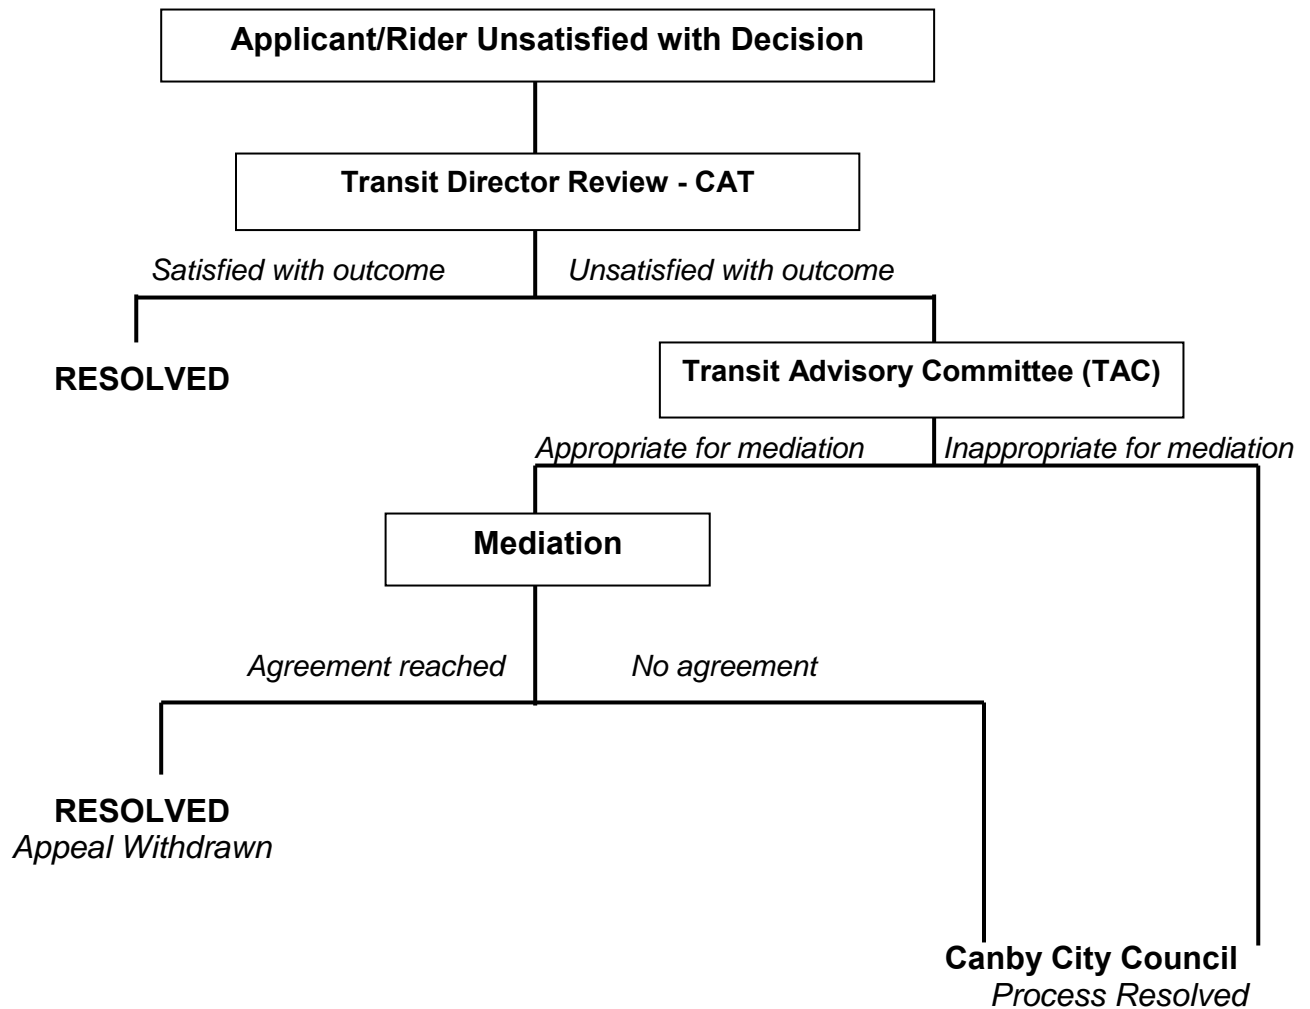 Applicant/Rider Unsatisfied with Decision
Transit Director Review - CAT
Satisfied with outcome
Unsatisfied with outcome
RESOLVED
Transit Advisory Committee (TAC)
Appropriate for mediation
Inappropriate for mediation
Mediation
Agreement reached
No agreement
RESOLVED
Appeal Withdrawn
Canby City Council
Process Resolved